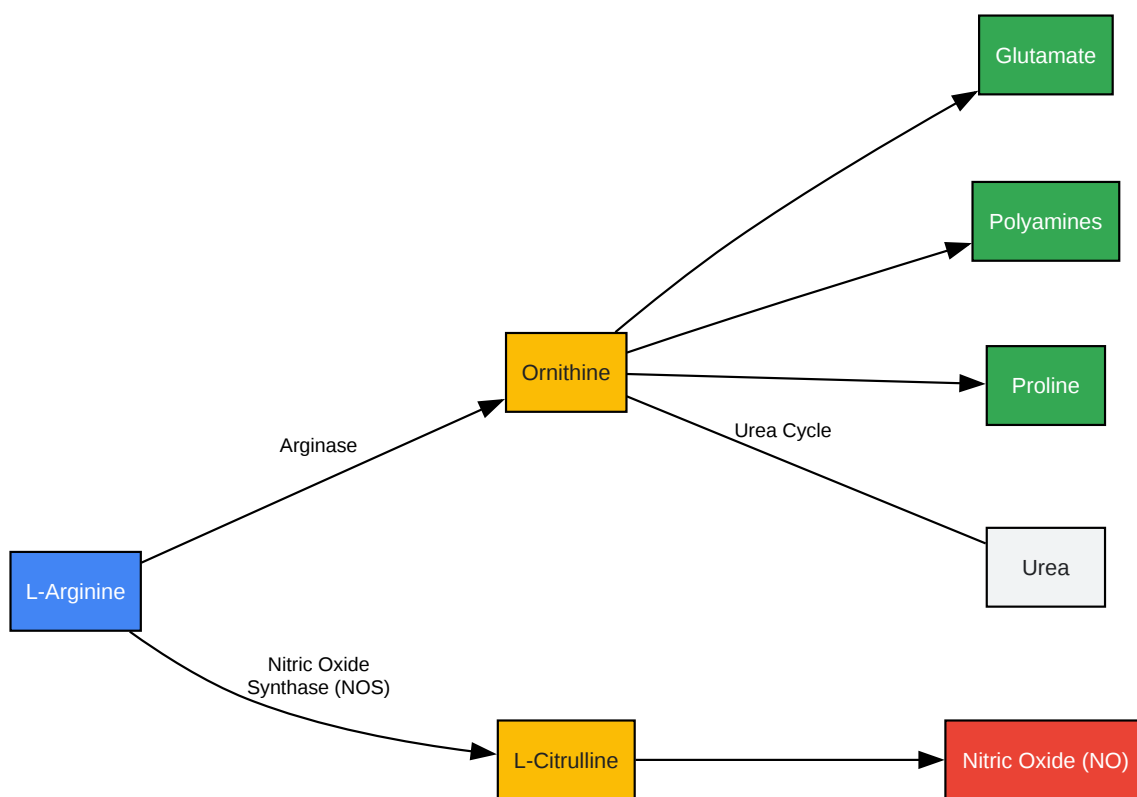 Glutamate
Polyamines
Ornithine
Proline
Urea Cycle
Arginase
Urea
L-Arginine
Nitric Oxide
Synthase (NOS)
L-Citrulline
Nitric Oxide (NO)